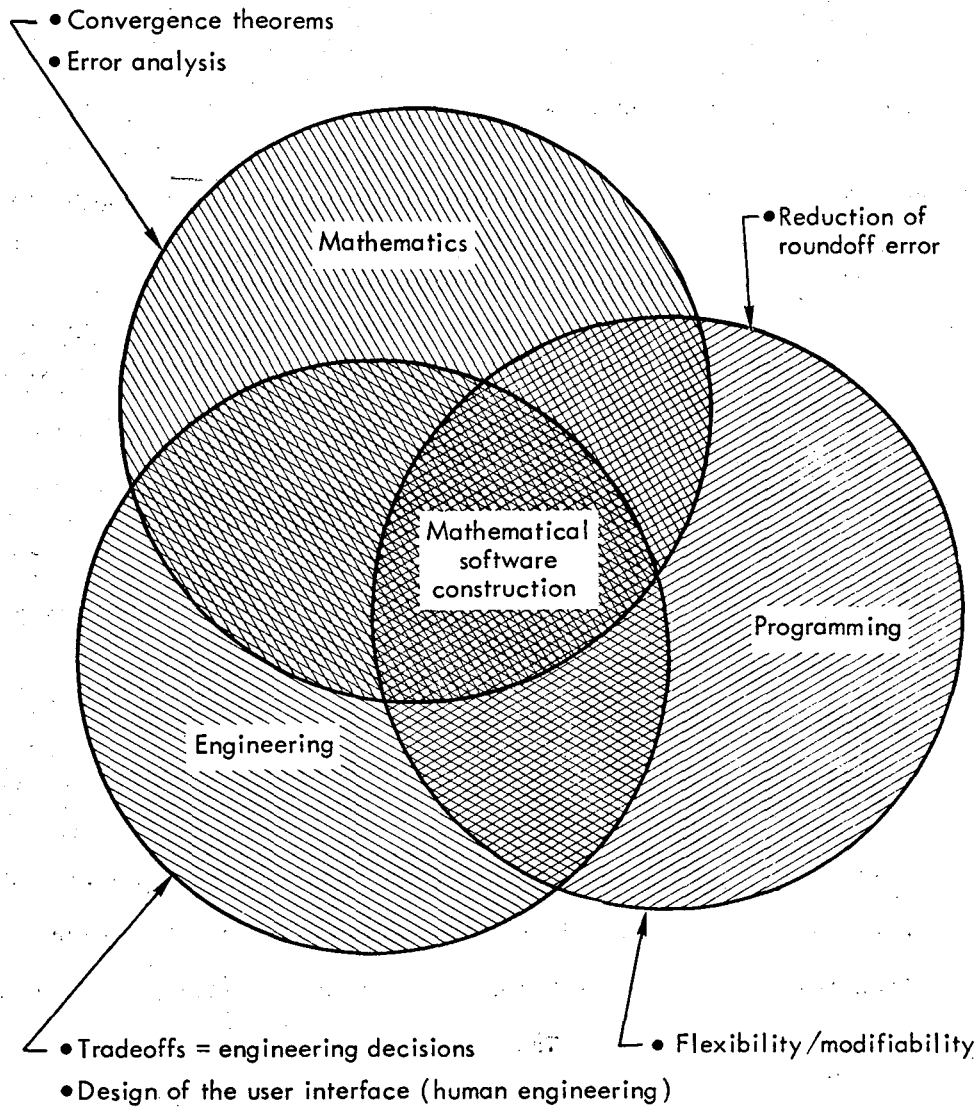 • Convergence theorems
• Error analysis
Mathematics
• Reduction of
roundoff error
Mathematical
software
construction
Programming
Engineering
• Tradeoffs = engineering decisions
• Design of the user interface (human engineering)
• Flexibility/modifiability